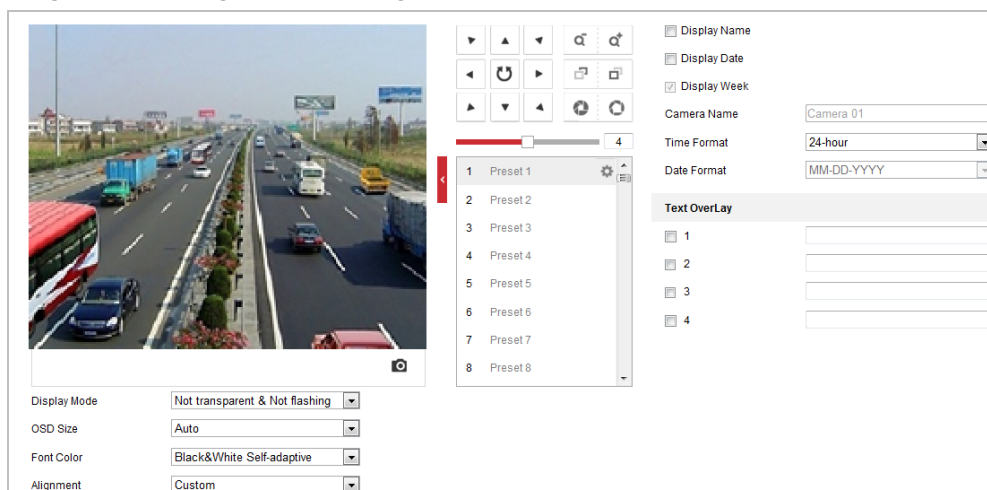 Display Name
Display Date
Display Week
Camera Name Camera 01
Time Format 24-hour
Date Format MM-DD-YYYY
Text OverLay
1
2
3
4
4
1 Preset 1
2 Preset 2
3 Preset 3
4 Preset 4
5 Preset 5
6 Preset 6
7 Preset 7
8 Preset 8
Display Mode Not transparent & Not flashing
OSD Size Auto
Font Color Black&White Self-adaptive
Alignment Custom